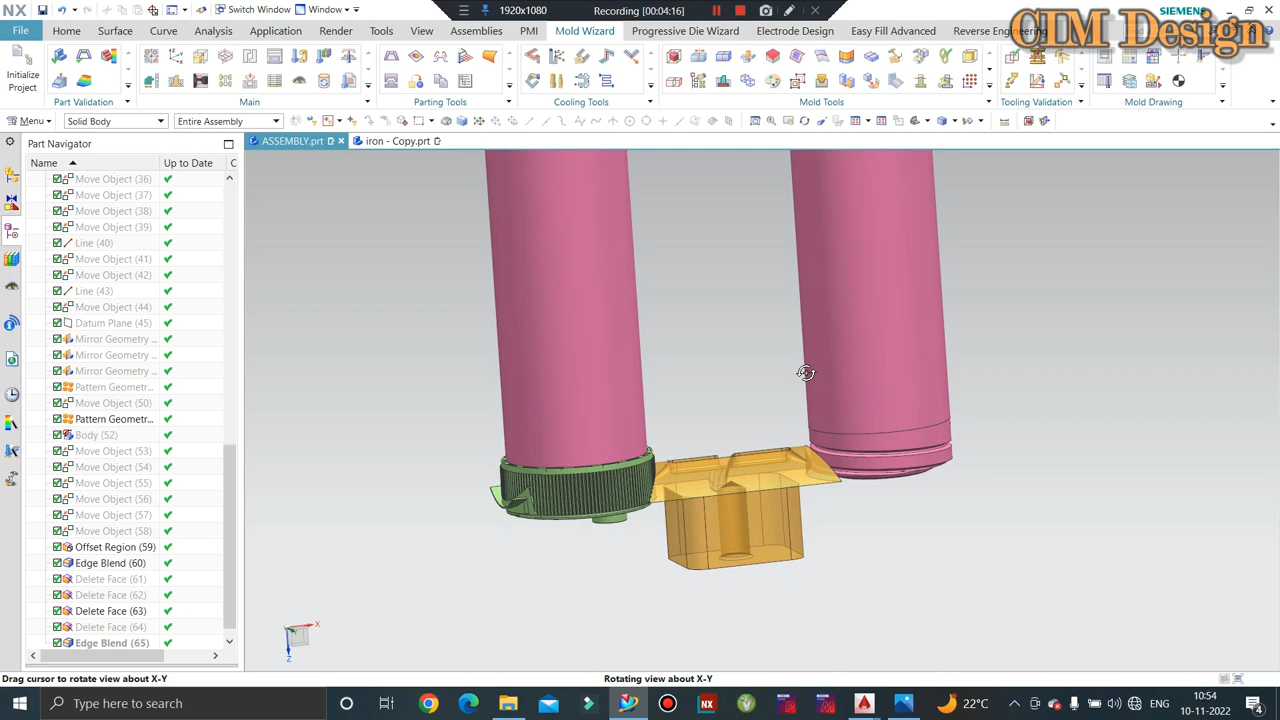 NX
Switch Window
Window
1920x1080
Recording [00:04:16]
SIEMENS
CTM Design
File
Home
Surface
Curve
Analysis
Application
Render
Tools
View
Assemblies
PMI
Mold Wizard
Progressive Die Wizard
Electrode Design
Easy Fill Advanced
Reverse Engineering
Initialize
Project
Part Validation
Main
Parting Tools
Cooling Tools
Mold Tools
Tooling Validation
Mold Drawing
Menu
Solid Body
Entire Assembly
Part Navigator
ASSEMBLY.prt
iron - Copy.prt
Name
Up to Date
C
Move Object (36)
Move Object (37)
Move Object (38)
Move Object (39)
Line (40)
Move Object (41)
Move Object (42)
Line (43)
Move Object (44)
Datum Plane (45)
Mirror Geometry ...
Mirror Geometry ...
Mirror Geometry ...
Pattern Geometr...
Move Object (50)
Pattern Geometr...
Body (52)
Move Object (53)
Move Object (54)
Move Object (55)
Move Object (56)
Move Object (57)
Move Object (58)
Offset Region (59)
Edge Blend (60)
Delete Face (61)
Delete Face (62)
Delete Face (63)
Delete Face (64)
Edge Blend (65)
X
Z
Drag cursor to rotate view about X-Y
Rotating view about X-Y
Type here to search
NX
22°C
ENG
10:54
10-11-2022
4